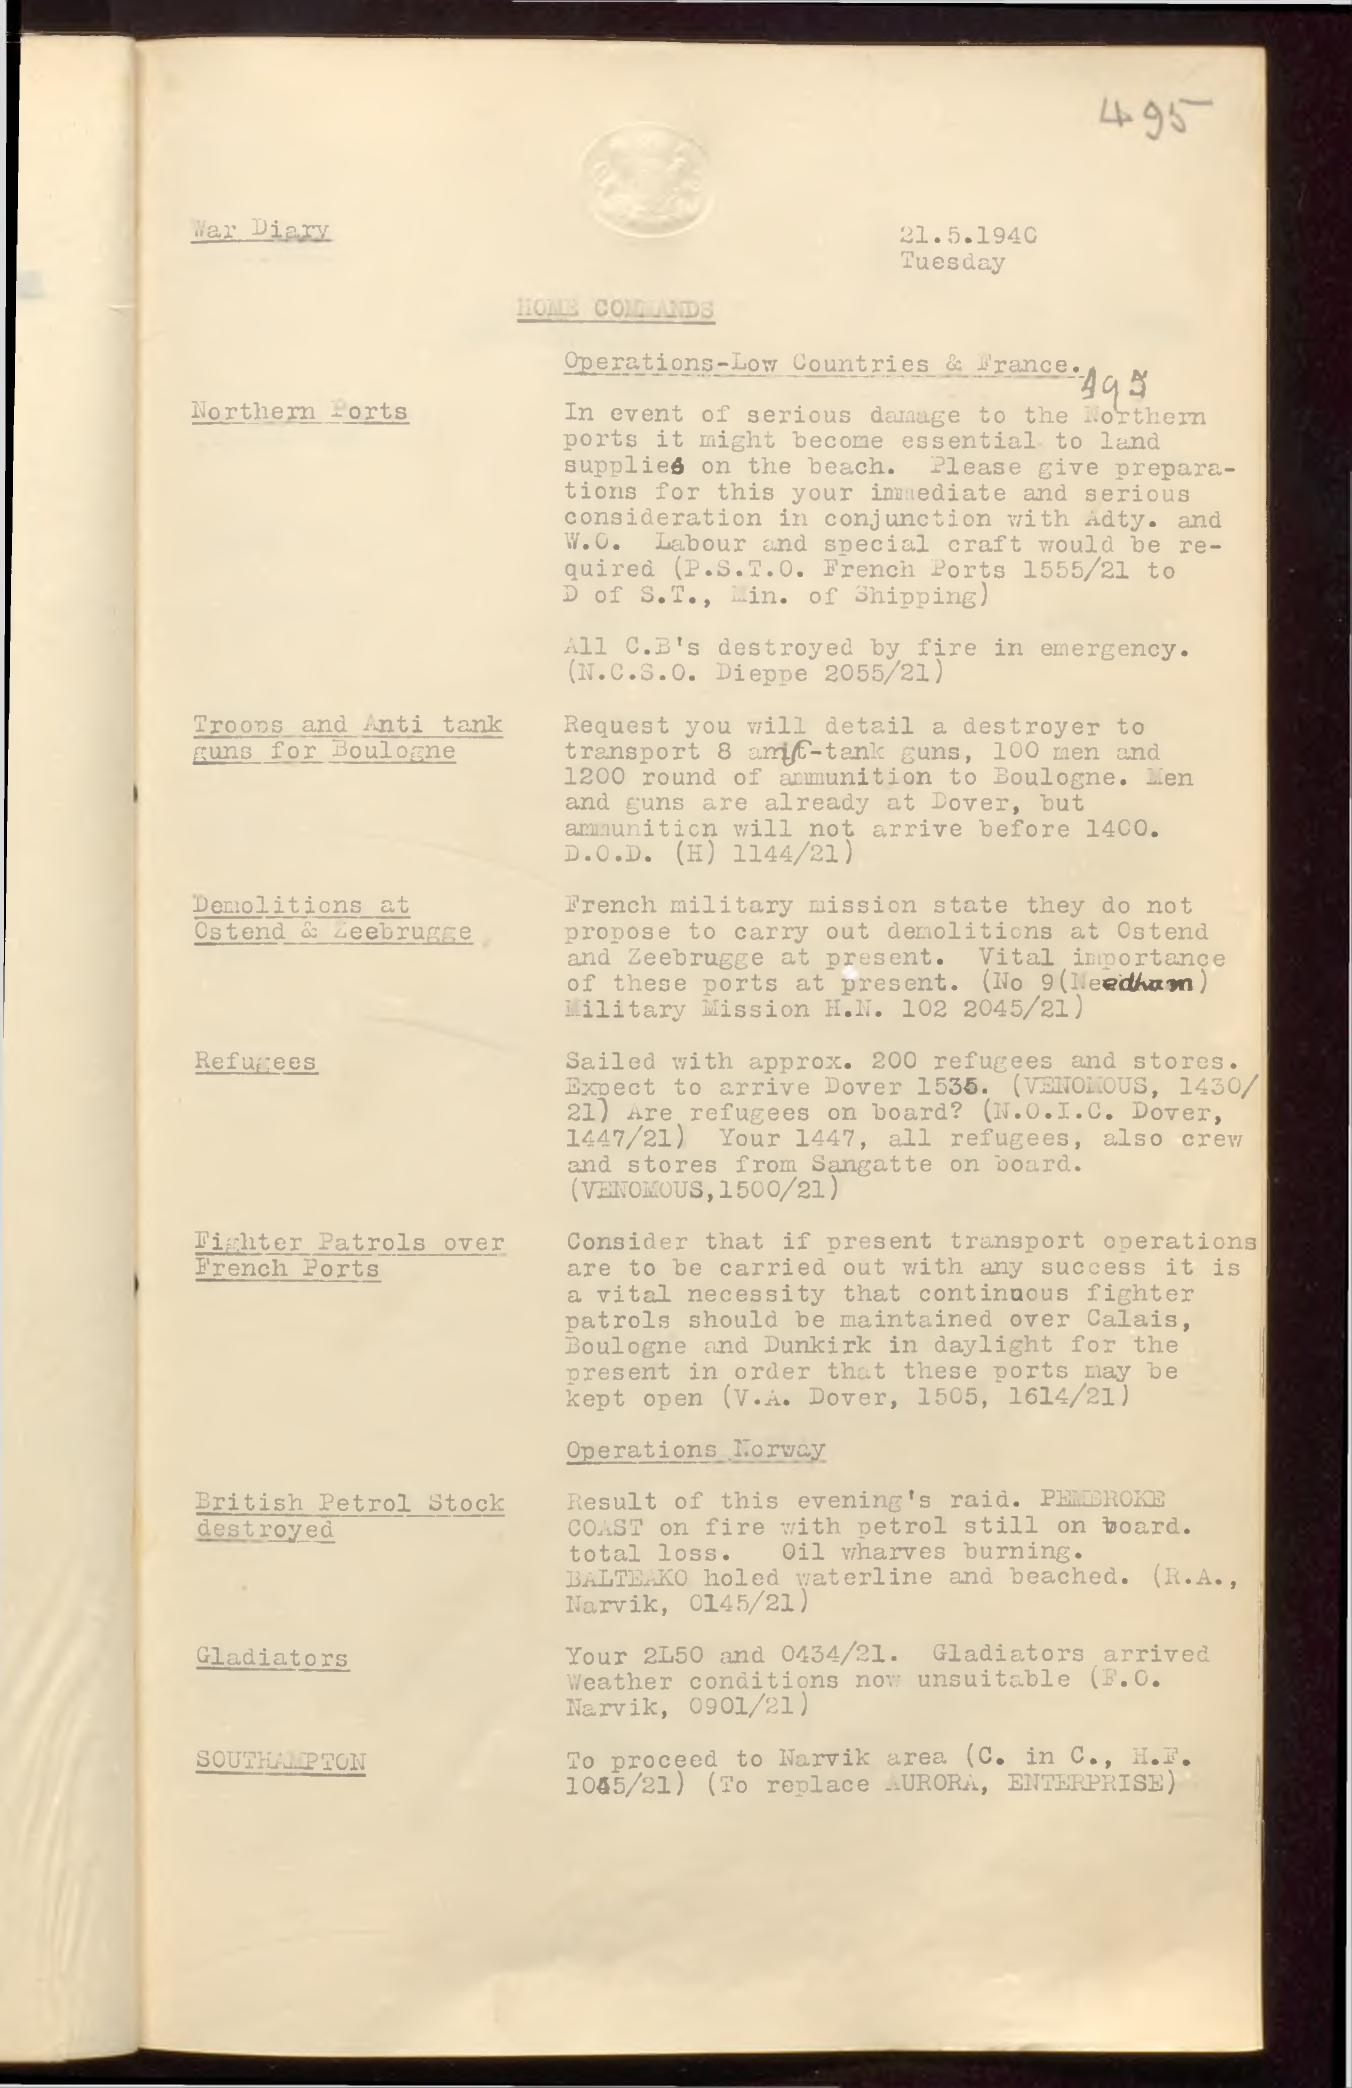 495
War Diary
21.5.1940
Tuesday
HOME COMMANDS
Operations-Low Countries & France.
495
Northern Ports
In event of serious damage to the Northern
ports it might become essential to land
supplies on the beach. Please give prepara-
tions for this your immediate and serious
consideration in conjunction with Adty. and
W.O. Labour and special craft would be re-
quired (P.S.T.O. French Ports 1555/21 to
D of S.T., Min. of Shipping)
All C.B's destroyed by fire in emergency.
(N.C.S.O. Dieppe 2055/21)
Troops and Anti tank
guns for Boulogne
Request you will detail a destroyer to
transport 8 anti-tank guns, 100 men and
1200 round of ammunition to Boulogne. Men
and guns are already at Dover, but
ammunition will not arrive before 1400.
D.O.D. (H) 1144/21)
Demolitions at
Ostend & Zeebrugge
French military mission state they do not
propose to carry out demolitions at Ostend
and Zeebrugge at present. Vital importance
of these ports at present. (No 9(Needham)
Military Mission H.N. 102 2045/21)
Refugees
Sailed with approx. 200 refugees and stores.
Expect to arrive Dover 1535. (VENOMOUS, 1430/
21) Are refugees on board? (N.O.I.C. Dover,
1447/21) Your 1447, all refugees, also crew
and stores from Sangatte on board.
(VENOMOUS,1500/21)
Fighter Patrols over
French Ports
Consider that if present transport operations
are to be carried out with any success it is
a vital necessity that continuous fighter
patrols should be maintained over Calais,
Boulogne and Dunkirk in daylight for the
present in order that these ports may be
kept open (V.A. Dover, 1505, 1614/21)
Operations Norway
British Petrol Stock
destroyed
Result of this evening's raid. PEMBROKE
COAST on fire with petrol still on board.
total loss. Oil wharves burning.
BALTEAKO holed waterline and beached. (R.A.,
Narvik, 0145/21)
Gladiators
Your 2L50 and 0434/21. Gladiators arrived
Weather conditions now unsuitable (F.O.
Narvik, 0901/21)
SOUTHAMPTON
To proceed to Narvik area (C. in C., H.F.
1045/21) (To replace AURORA, ENTERPRISE)